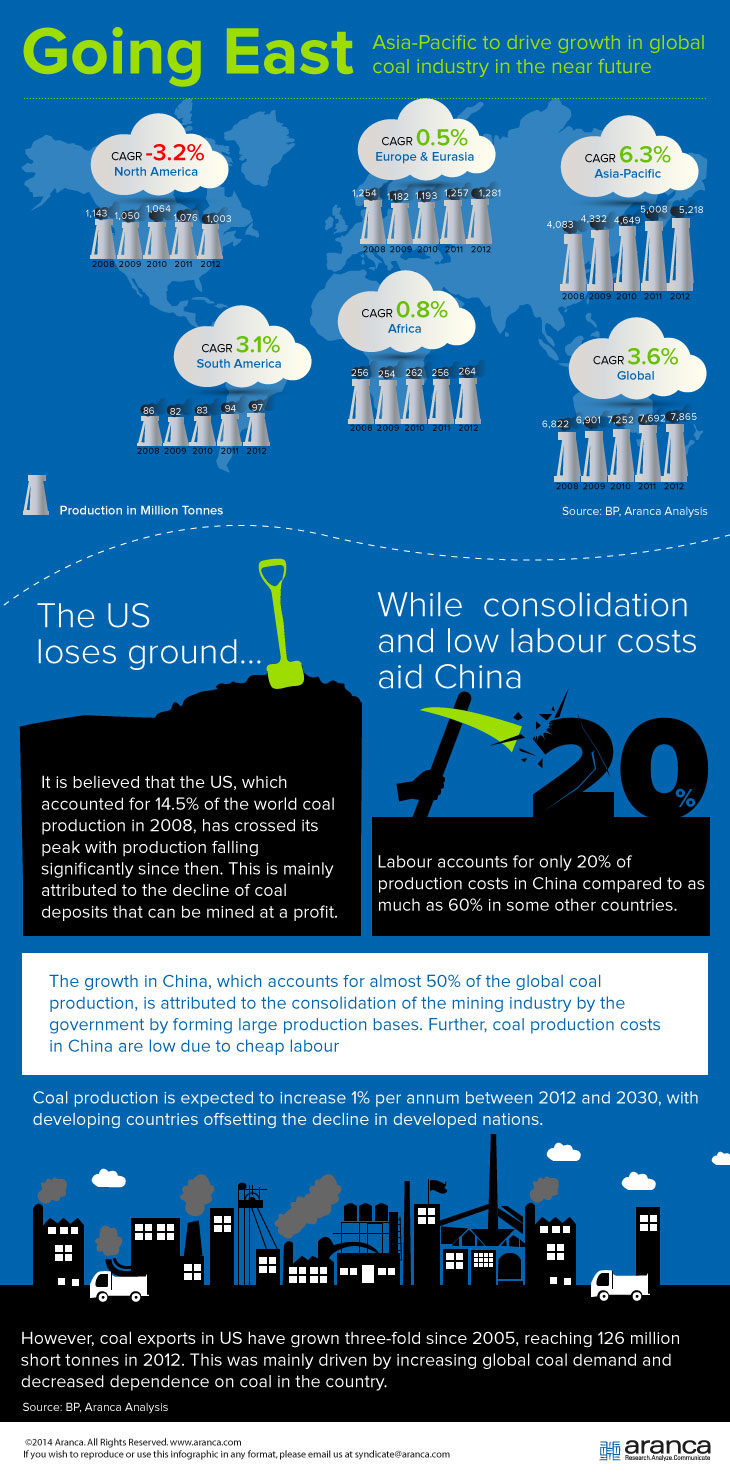 Going East
Asia-Pacific to drive growth in global
coal industry in the near future
CAGR -3.2%
North America
1,143 1,050 1,064 1,076 1,003
2008 2009 2010 2011 2012
CAGR 0.5%
Europe & Eurasia
1,254 1,182 1,193 1,257 1,281
2008 2009 2010 2011 2012
CAGR 6.3%
Asia-Pacific
4,083 4,332 4,649 5,008 5,218
2008 2009 2010 2011 2012
CAGR 3.1%
South America
86 82 83 94 97
2008 2009 2010 2011 2012
CAGR 0.8%
Africa
256 254 262 256 264
2008 2009 2010 2011 2012
CAGR 3.6%
Global
6,822 6,901 7,252 7,692 7,865
2008 2009 2010 2011 2012
Production in Million Tonnes
Source: BP, Aranca Analysis
The US
loses ground...
It is believed that the US, which
accounted for 14.5% of the world coal
production in 2008, has crossed its
peak with production falling
significantly since then. This is mainly
attributed to the decline of coal
deposits that can be mined at a profit.
While consolidation
and low labour costs
aid China
20%
Labour accounts for only 20% of
production costs in China compared to as
much as 60% in some other countries.
The growth in China, which accounts for almost 50% of the global coal
production, is attributed to the consolidation of the mining industry by the
government by forming large production bases. Further, coal production costs
in China are low due to cheap labour
Coal production is expected to increase 1% per annum between 2012 and 2030, with
developing countries offsetting the decline in developed nations.
However, coal exports in US have grown three-fold since 2005, reaching 126 million
short tonnes in 2012. This was mainly driven by increasing global coal demand and
decreased dependence on coal in the country.
Source: BP, Aranca Analysis
©2014 Aranca. All Rights Reserved. www.aranca.com
If you wish to reproduce or use this infographic in any format, please email us at syndicate@aranca.com
aranca
Research.Analyze.Communicate